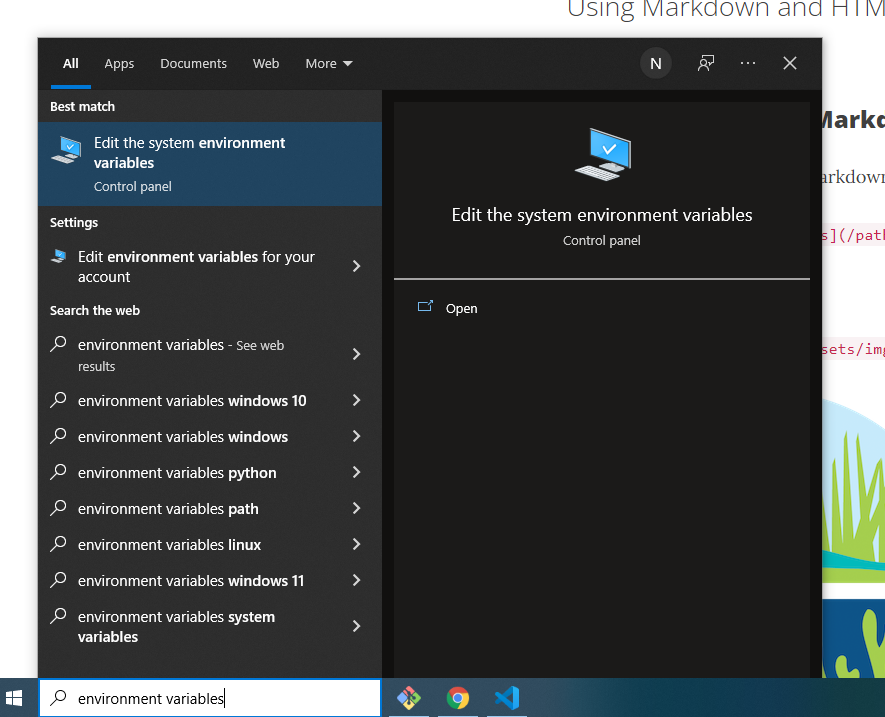 Using Markdown and HTM
All Apps Documents Web More
N
Best match
Edit the system environment
variables
Control panel
Settings
Edit environment variables for your
account
Search the web
environment variables - See web
results
environment variables windows 10
environment variables windows
environment variables python
environment variables path
environment variables linux
environment variables windows 11
environment variables system
variables
Edit the system environment variables
Control panel
Open
Markd
arkdown
s](/path
sets/img
environment variables